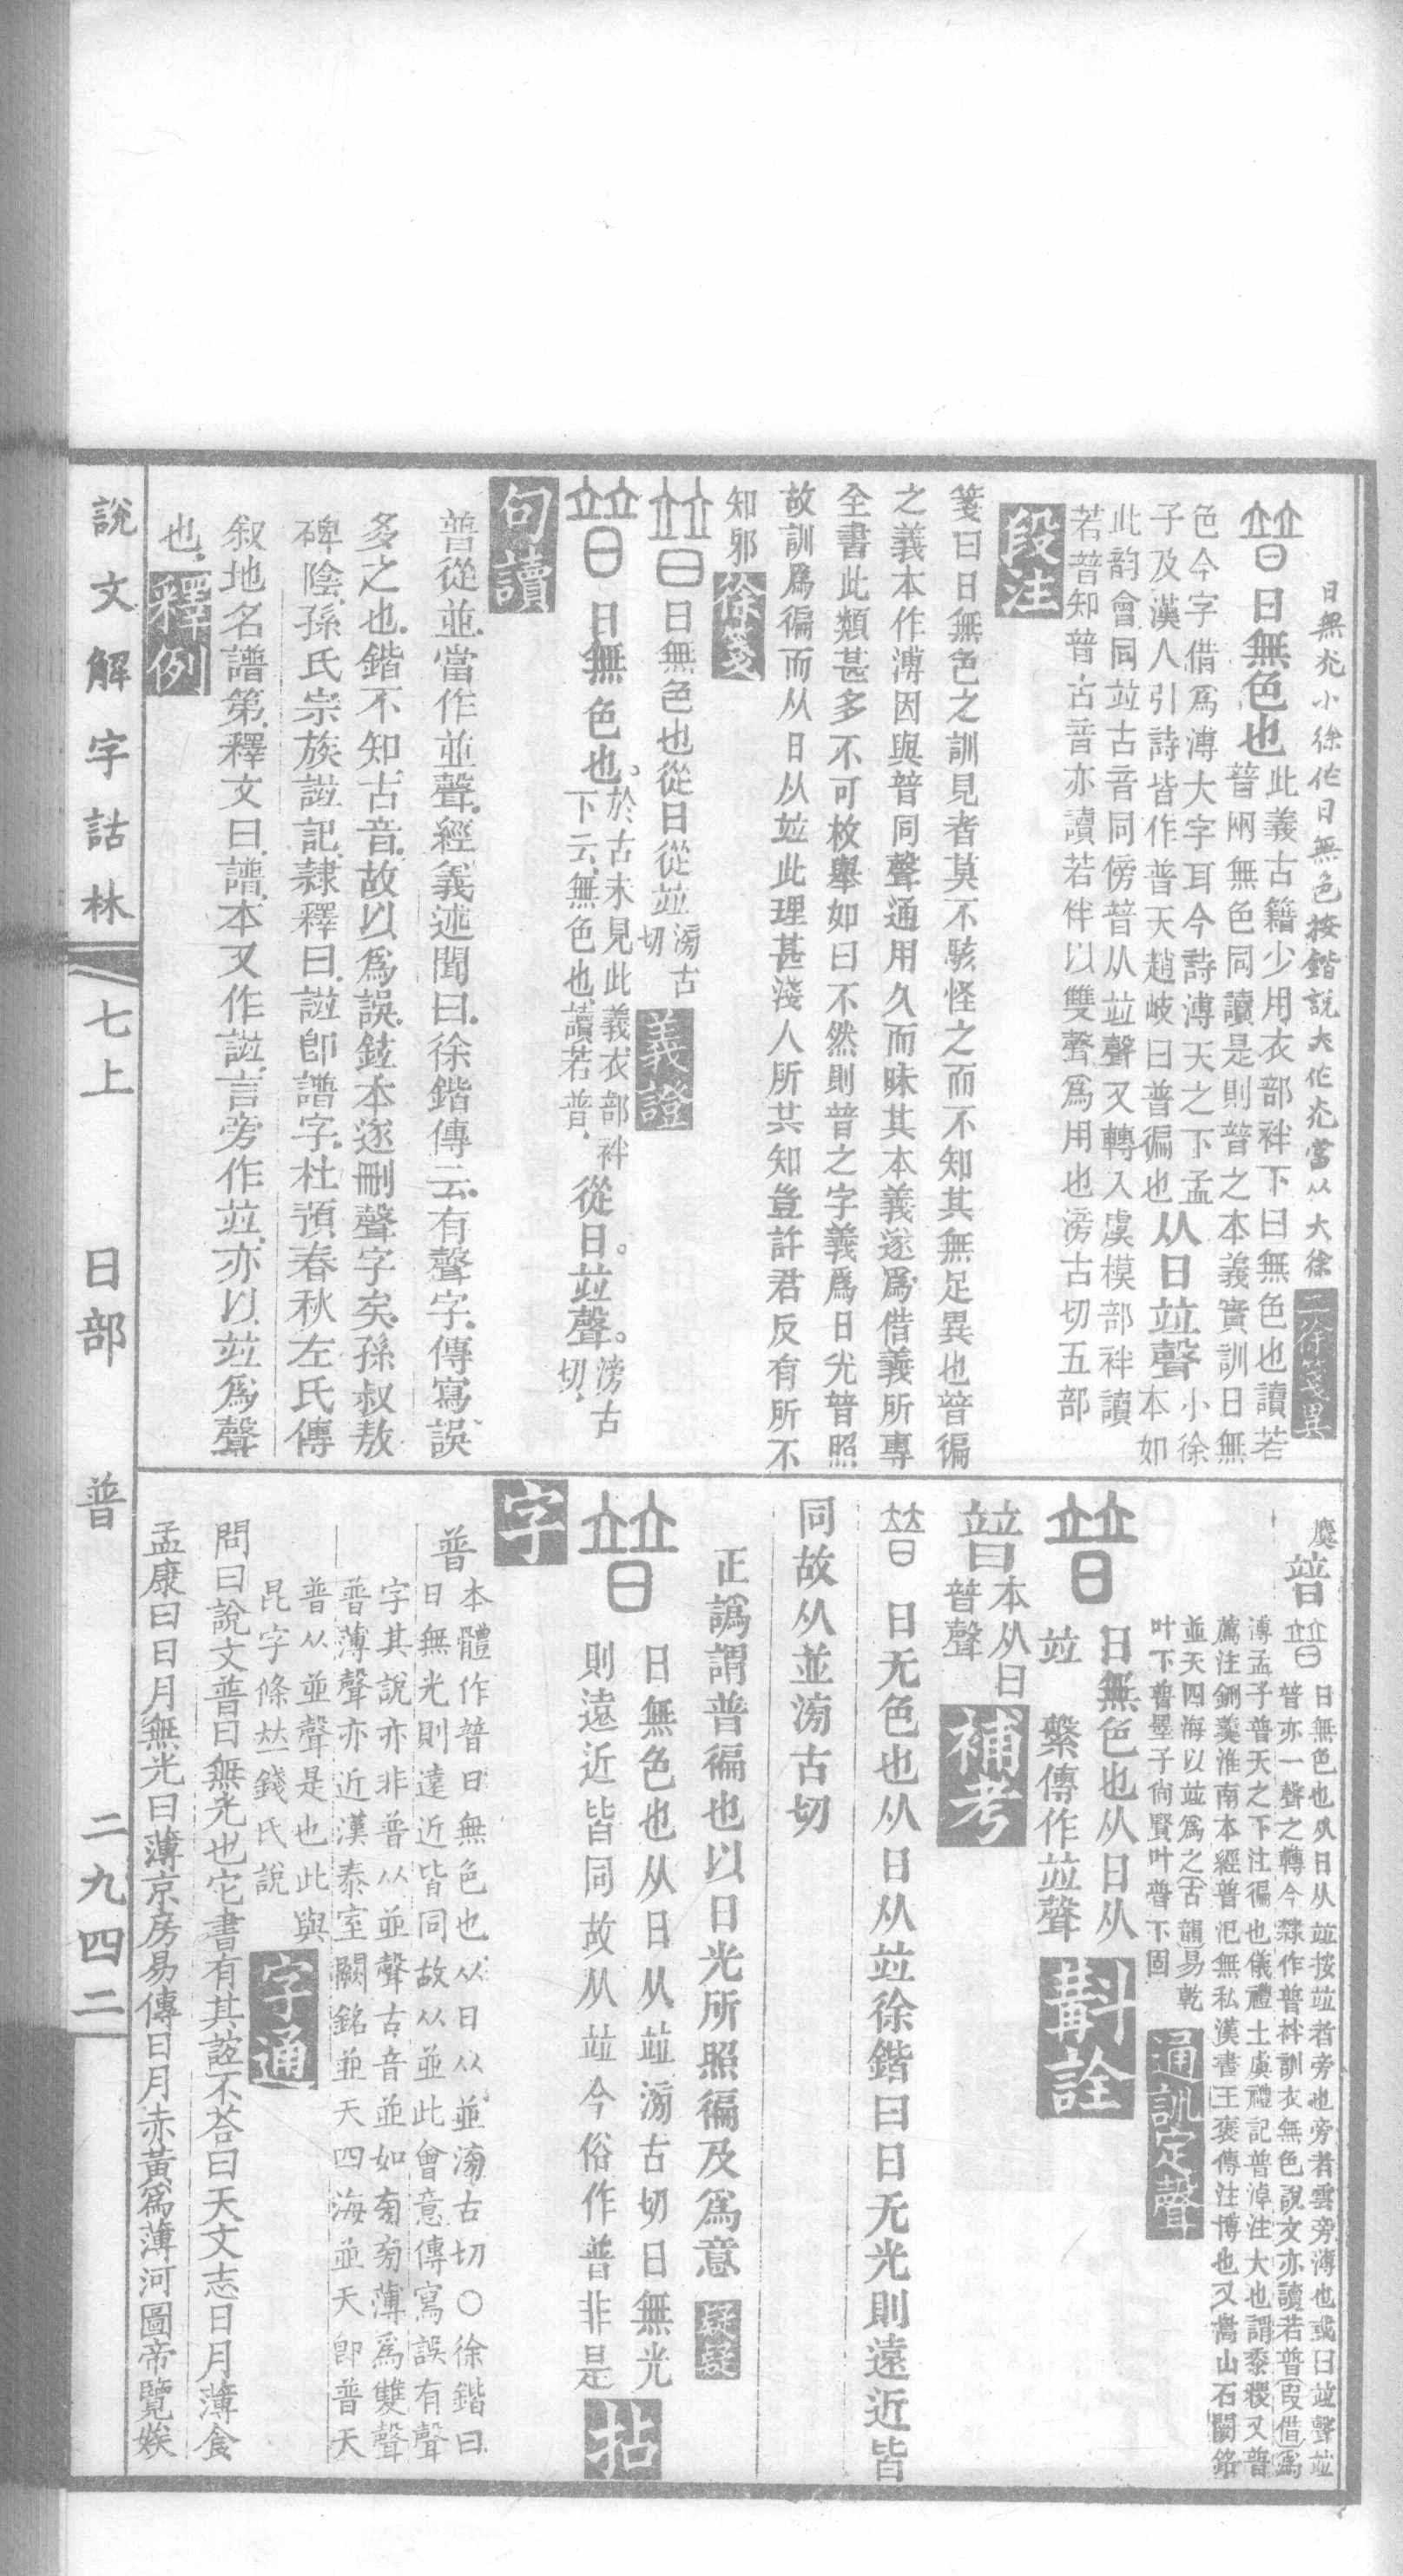 日無光小徐作日無色按鍇說大作光當从大徐 二徐箋異
日無色也 此義古籍少用衣部袢下曰無色也讀若
普兩無色同讀是則普之本義實訓日無
色今字借爲溥大字耳今詩溥天之下孟
子及漢人引詩皆作普天趙岐曰普徧也 从日竝聲 小徐本如
此韵會同竝古音同傍普从竝聲又轉入虞模部袢讀
若普知普古音亦讀若伴以雙聲爲用也滂古切五部
段注
箋曰日無色之訓見者莫不駭怪之而不知其無足異也普徧
之義本作溥因與普同聲通用久而昧其本義遂爲借義所專
全書此類甚多不可枚舉如曰不然則普之字義爲日光普照
故訓爲徧而从日从竝此理甚淺人所共知豈許君反有所不
知邪 徐箋
日無色也從日從竝 滂古切 義證
日無色也。 於古未見此義衣部袢
下云無色也讀若普 從日。竝聲。 滂古切
句讀
普從並當作並聲經義述聞曰徐鍇傳云有聲字傳寫誤
多之也鍇不知古音故以爲誤鉉本遂刪聲字矣孫叔敖
碑陰孫氏宗族諩記隸釋曰諩卽譜字杜預春秋左氏傳
叙地名譜第釋文曰譜本又作諩言旁作竝亦以竝爲聲
也 釋例
虞
普 日無色也从日从竝按竝者旁也旁者雲旁溥也或曰竝聲竝
普亦一聲之轉今隸作普袢訓衣無色說文亦讀若普叚借爲
溥孟子普天之下注徧也儀禮士虞禮記普淖注大也謂黍稷又普
薦注鉶羹淮南本經普汜無私漢書王褒傳注博也又嵩山石闕銘
並天四海以並爲之古韻易乾
叶下普墨子尙賢叶普下固 通訓定聲
日無色也从日从
竝 繫傳作竝聲 斠詮
普 本从日
普聲 補考
日无色也从日从竝徐鍇曰日无光則遠近皆
同故从並滂古切
正譌謂普徧也以日光所照徧及爲意 疑疑
日無色也从日从竝滂古切日無光
則遠近皆同故从竝今俗作普非是 拈
字
普 本體作普日無色也从日从並滂古切○徐鍇曰
日無光則遠近皆同故从並此會意傳寫誤有聲
字其說亦非普从並聲古音並如旁旁薄爲雙聲
普薄聲亦近漢泰室闕銘並天四海並天卽普天
普从並聲是也此與
昆字條𠀤錢氏說 字通
問曰說文普曰無光也它書有其證不荅曰天文志日月薄食
孟康曰日月無光曰薄京房易傳日月赤黃爲薄河圖帝覽嬉
說文解字詁林
七上
日部
普
二九四二